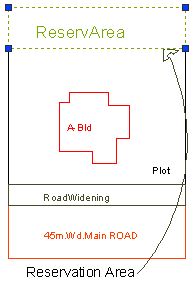 ReservArea
A-Bld
Plot
RoadWidening
45m.Wd.Main ROAD
Reservation Area